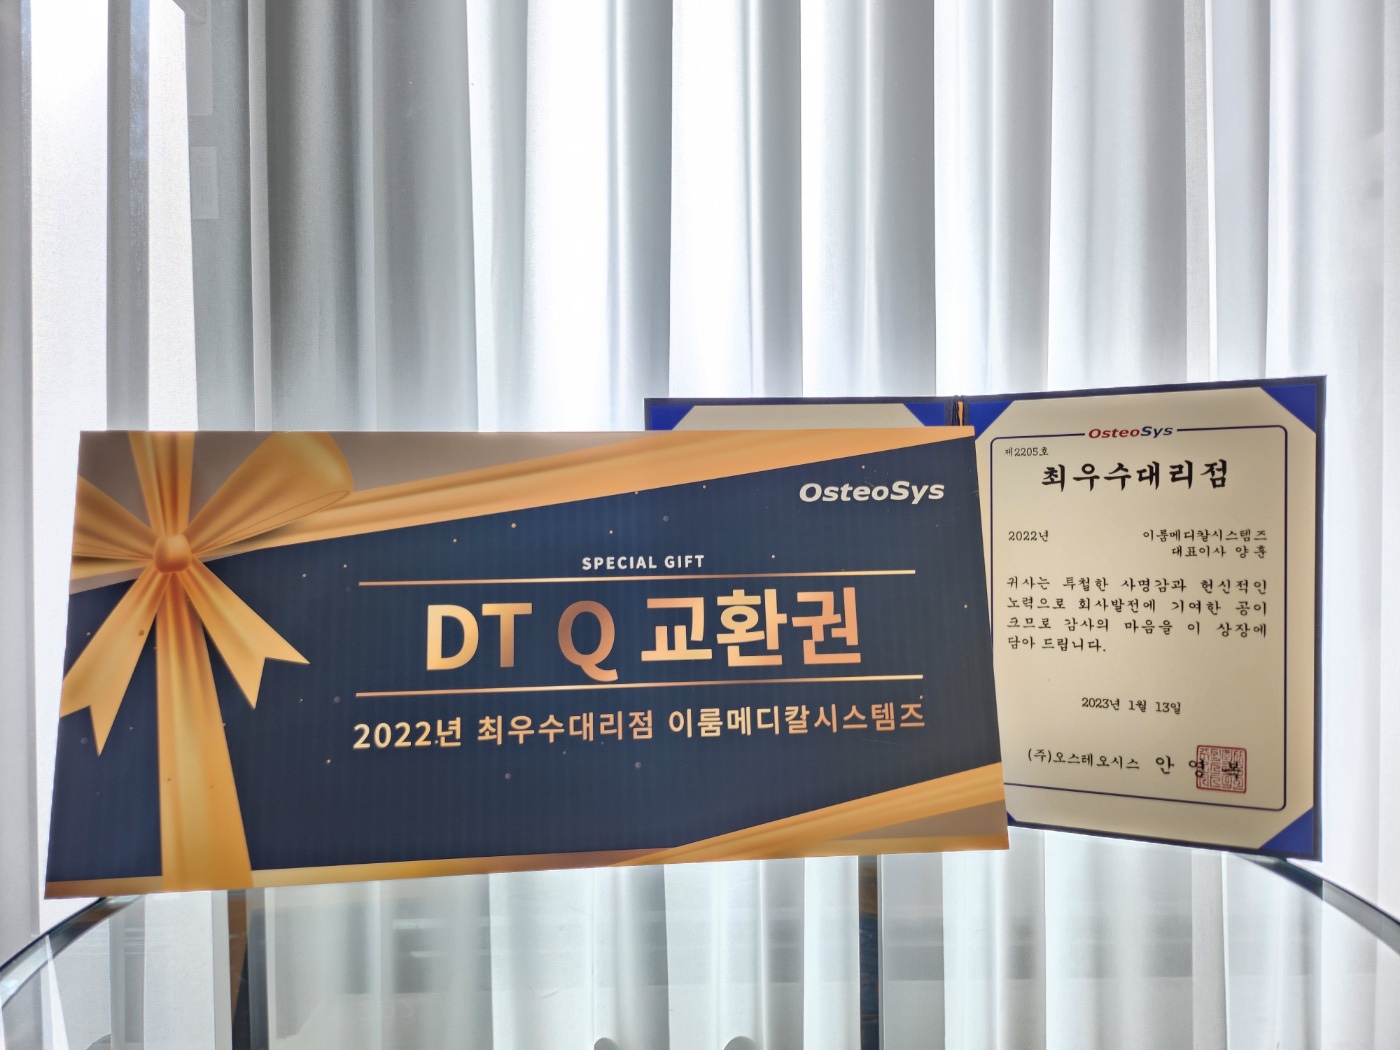 OsteoSys
SPECIAL GIFT
DT Q 교환권
2022년 최우수대리점 이룸메디칼시스템즈
OsteoSys
제2205호
최우수대리점
2022년 이룸메디칼시스템즈
대표이사 양 훈
귀사는 투철한 사명감과 헌신적인
노력으로 회사발전에 기여한 공이
크므로 감사의 마음을 이 상장에
담아 드립니다.
2023년 1월 13일
(주)오스테오시스 안 영 복